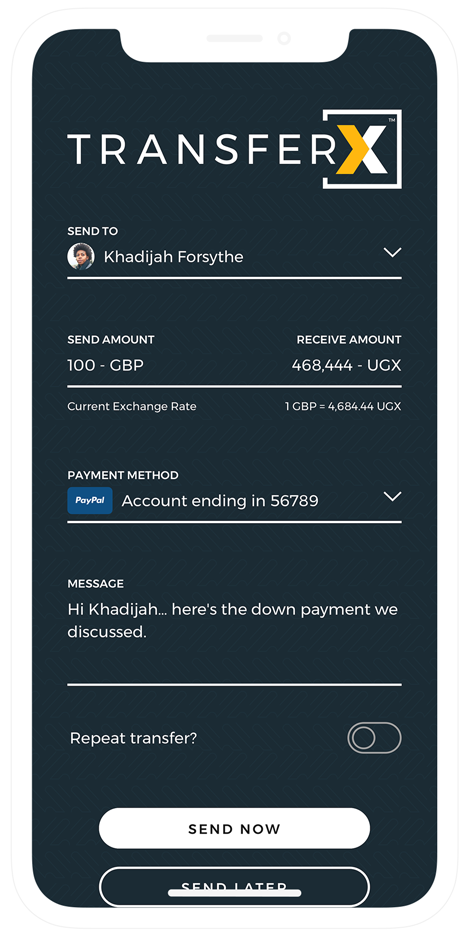 TRANSFERX™
SEND TO
Khadijah Forsythe
SEND AMOUNT RECEIVE AMOUNT
100 - GBP 468,444 - UGX
Current Exchange Rate 1 GBP = 4,684.44 UGX
PAYMENT METHOD
PayPal Account ending in 56789
MESSAGE
Hi Khadijah... here's the down payment we
discussed.
Repeat transfer?
SEND NOW
SEND LATER